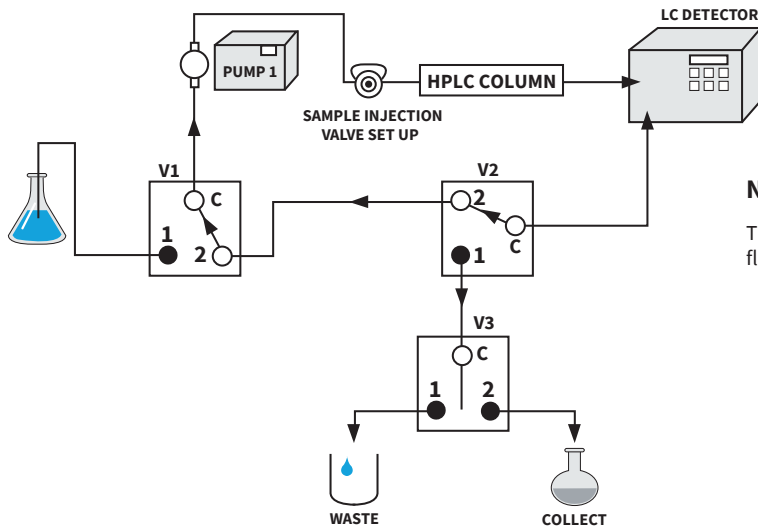 LC DETECTOR
PUMP 1
HPLC COLUMN
SAMPLE INJECTION
VALVE SET UP
V1
C
1
2
V2
2
C
1
V3
C
1
2
WASTE
COLLECT